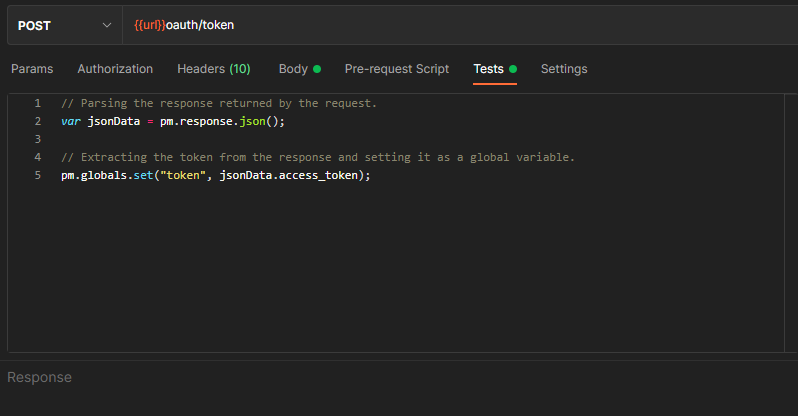 POST {{url}}oauth/token
Params Authorization Headers (10) Body Pre-request Script Tests Settings
1 // Parsing the response returned by the request.
2 var jsonData = pm.response.json();
3
4 // Extracting the token from the response and setting it as a global variable.
5 pm.globals.set("token", jsonData.access_token);
Response